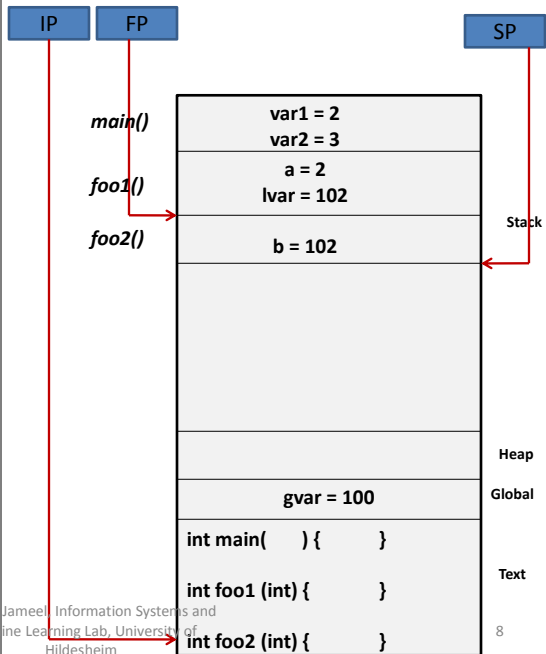 IP FP SP
main() var1 = 2
var2 = 3
foo1() a = 2
lvar = 102
Stack
foo2() b = 102
Heap
gvar = 100 Global
int main( ) { }
Text
int foo1 (int) { }
Jameel, Information Systems and
ine Learning Lab, University of 8
int foo2 (int) { }
Hildesheim